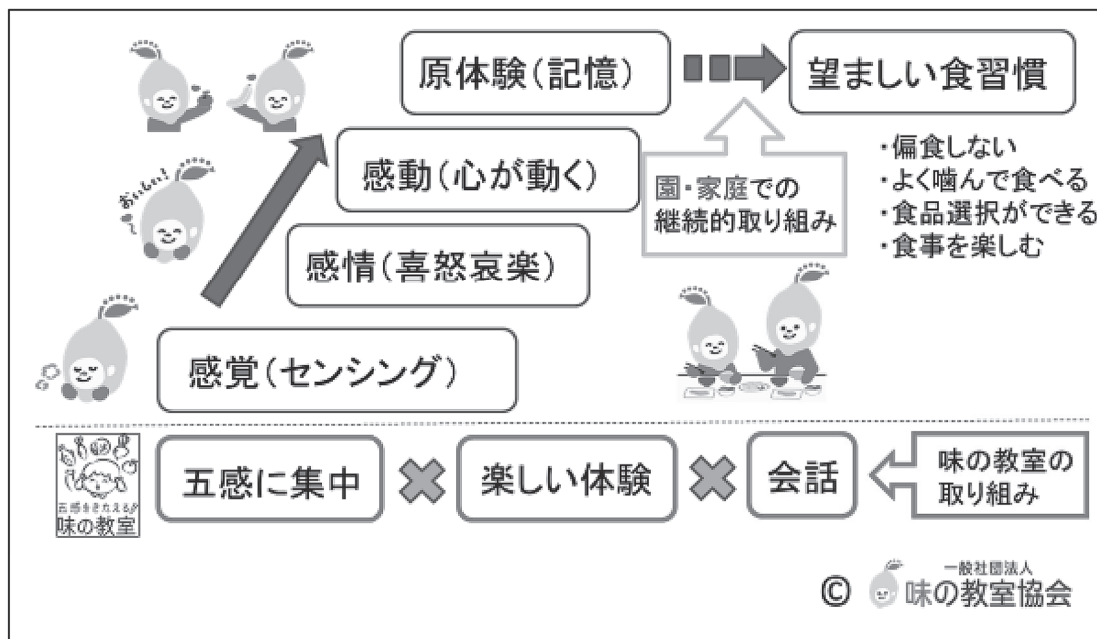 原体験(記憶)
望ましい食習慣
感動(心が動く)
感情(喜怒哀楽)
感覚(センシング)
おいしい!
園・家庭での
継続的取り組み
・偏食しない
・よく噛んで食べる
・食品選択ができる
・食事を楽しむ
五感をきたえる!
味の教室
五感に集中
楽しい体験
会話
味の教室の
取り組み
©
一般社団法人
味の教室協会